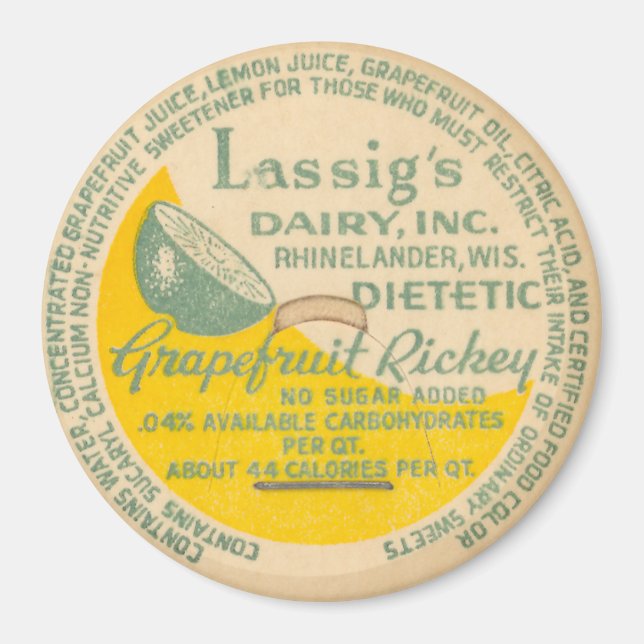 CONTAINS WATER, CONCENTRATED GRAPEFRUIT JUICE, LEMON JUICE, GRAPEFRUIT OIL, CITRIC ACID, AND CERTIFIED FOOD COLOR
CONTAINS SUCARYL CALCIUM NON-NUTRITIVE SWEETENER FOR THOSE WHO MUST RESTRICT THEIR INTAKE OF ORDINARY SWEETS
Lassig's
DAIRY, INC.
RHINELANDER, WIS.
DIETETIC
Grapefruit Rickey
NO SUGAR ADDED
.04% AVAILABLE CARBOHYDRATES
PER QT.
ABOUT 44 CALORIES PER QT.